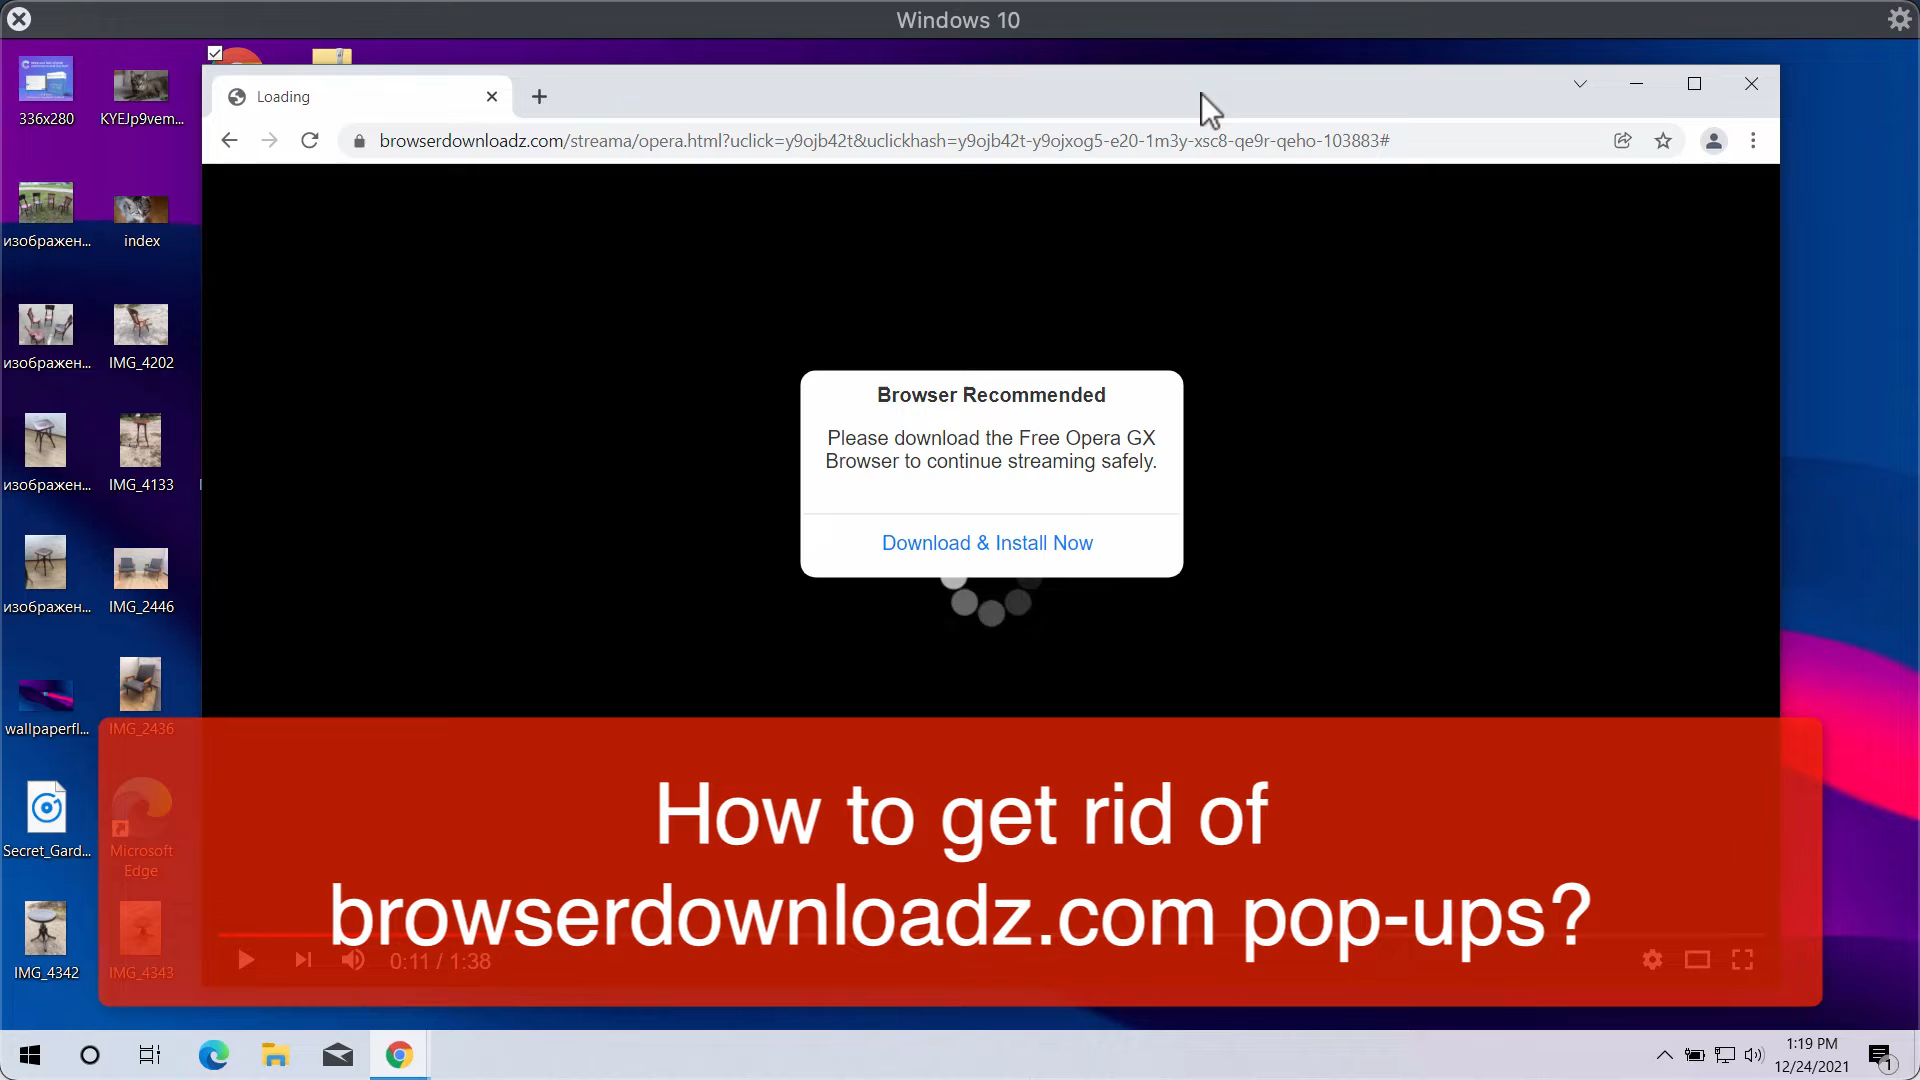 Windows 10
Loading
browserdownloadz.com/streama/opera.html?uclick=y9ojb42t&uclickhash=y9ojb42t-y9ojxog5-e20-1m3y-xsc8-qe9r-qeho-103883#
336x280
KYEJp9vem...
изображен...
index
изображен...
IMG_4202
изображен...
IMG_4133
изображен...
IMG_2446
wallpaperfl...
IMG_2436
Secret_Gard...
Microsoft
Edge
IMG_4342
IMG_4343
Browser Recommended
Please download the Free Opera GX
Browser to continue streaming safely.
Download & Install Now
How to get rid of
browserdownloadz.com pop-ups?
0:11 / 1:38
1:19 PM
12/24/2021
1